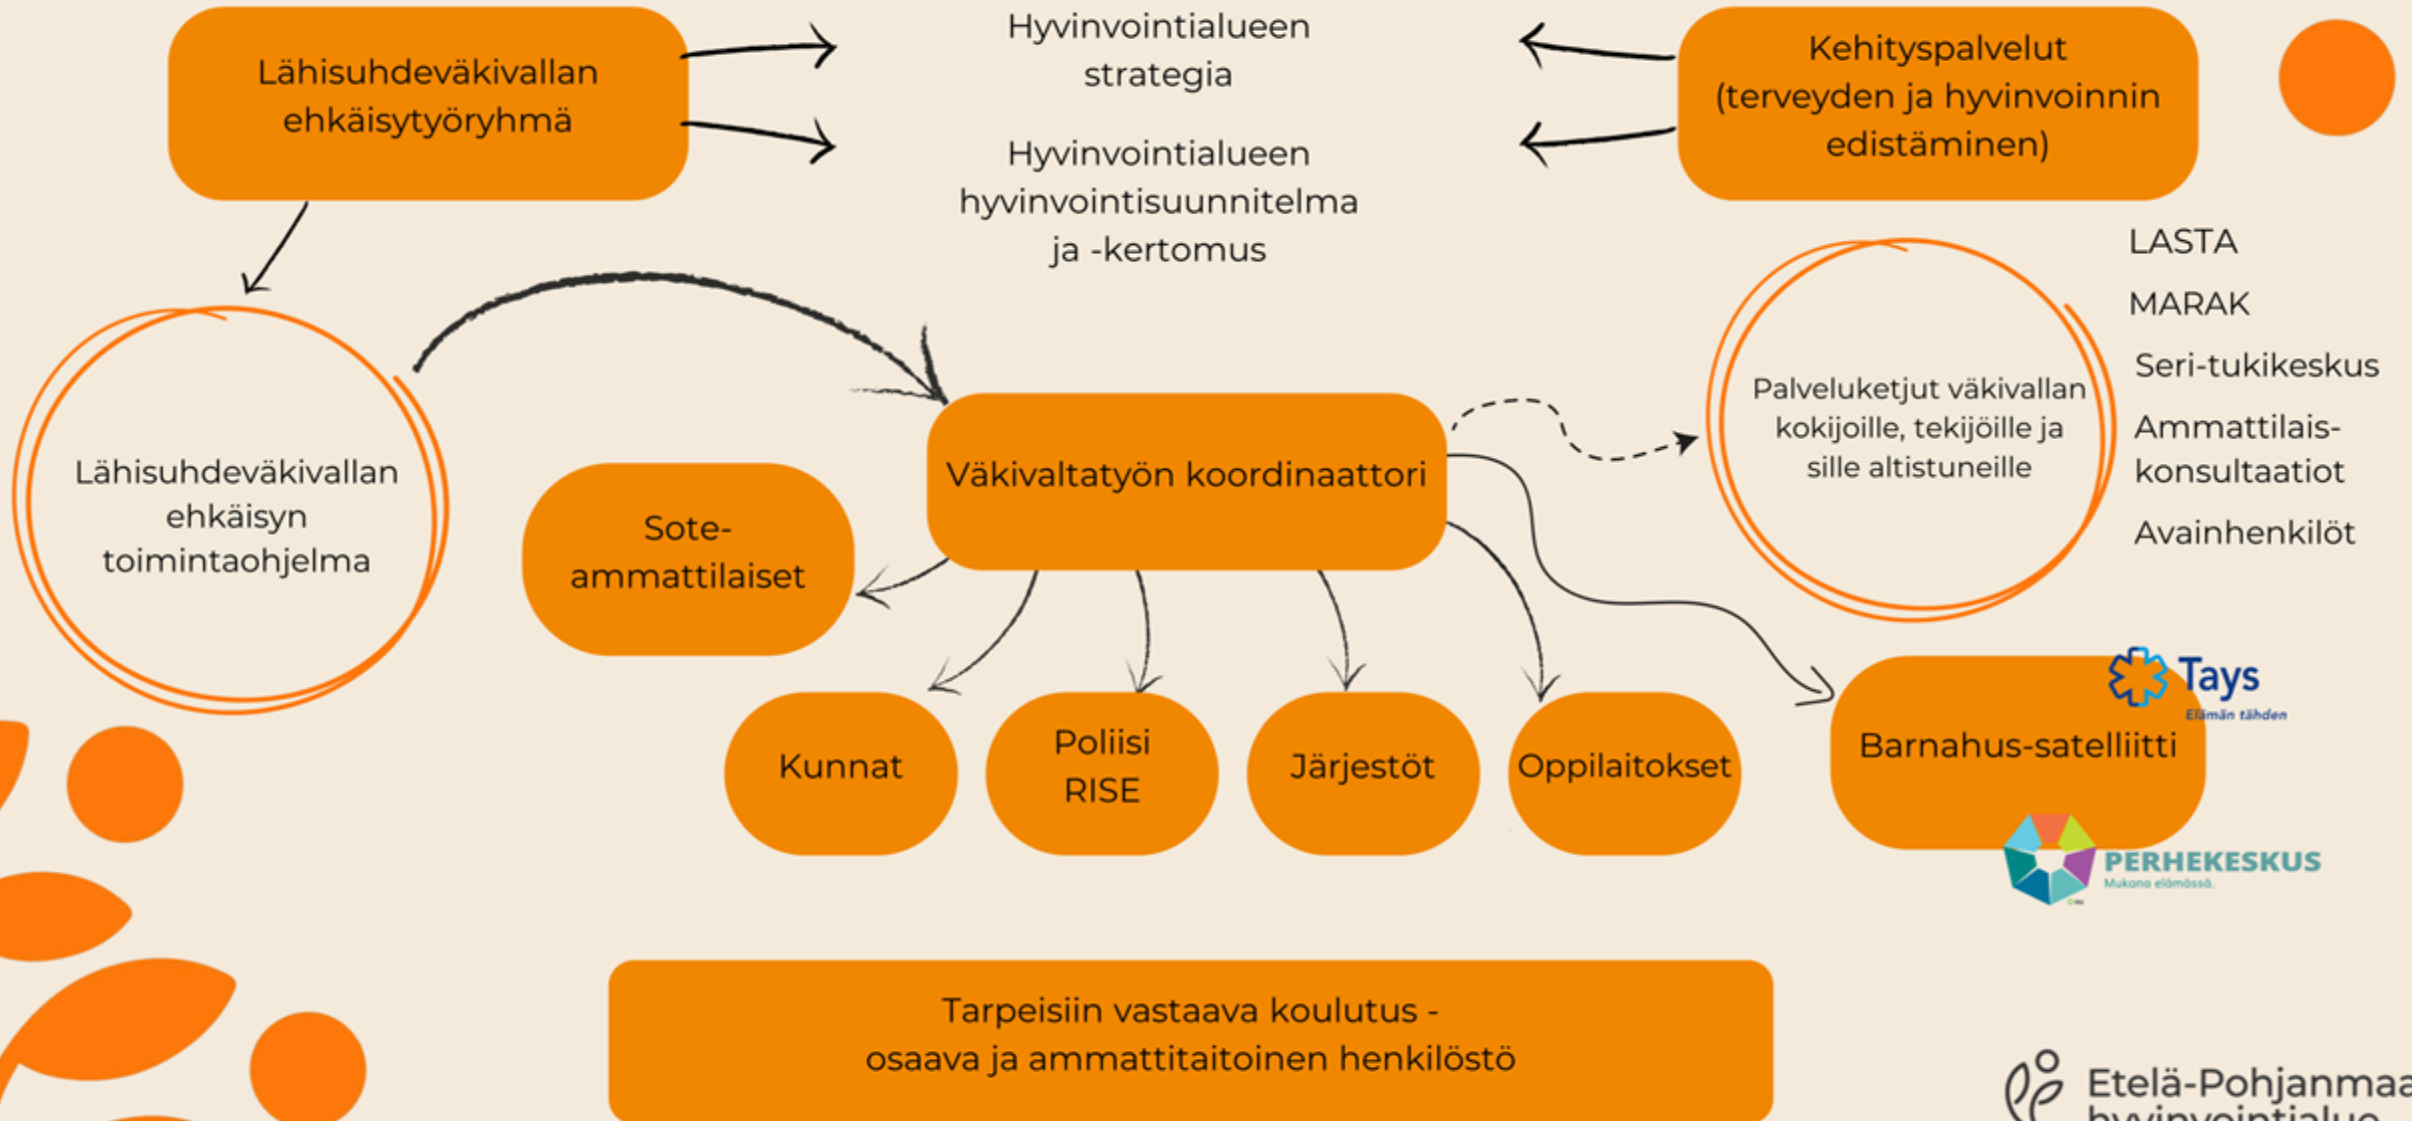 Lähisuhdeväkivallan
ehkäisytyöryhmä
Hyvinvointialueen
strategia
Hyvinvointialueen
hyvinvointisuunnitelma
ja -kertomus
Kehityspalvelut
(terveyden ja hyvinvoinnin
edistäminen)
Lähisuhdeväkivallan
ehkäisyn
toimintaohjelma
Väkivaltatyön koordinaattori
Palveluketjut väkivallan
kokijoille, tekijöille ja
sille altistuneille
LASTA
MARAK
Seri-tukikeskus
Ammattilais-
konsultaatiot
Avainhenkilöt
Sote-
ammattilaiset
Kunnat
Poliisi
RISE
Järjestöt
Oppilaitokset
Tays
Elämän tähden
Barnahus-satelliitti
PERHEKESKUS
Mukana elämässä.
Tarpeisiin vastaava koulutus -
osaava ja ammattitaitoinen henkilöstö
Etelä-Pohjanmaa
hyvinvointialue